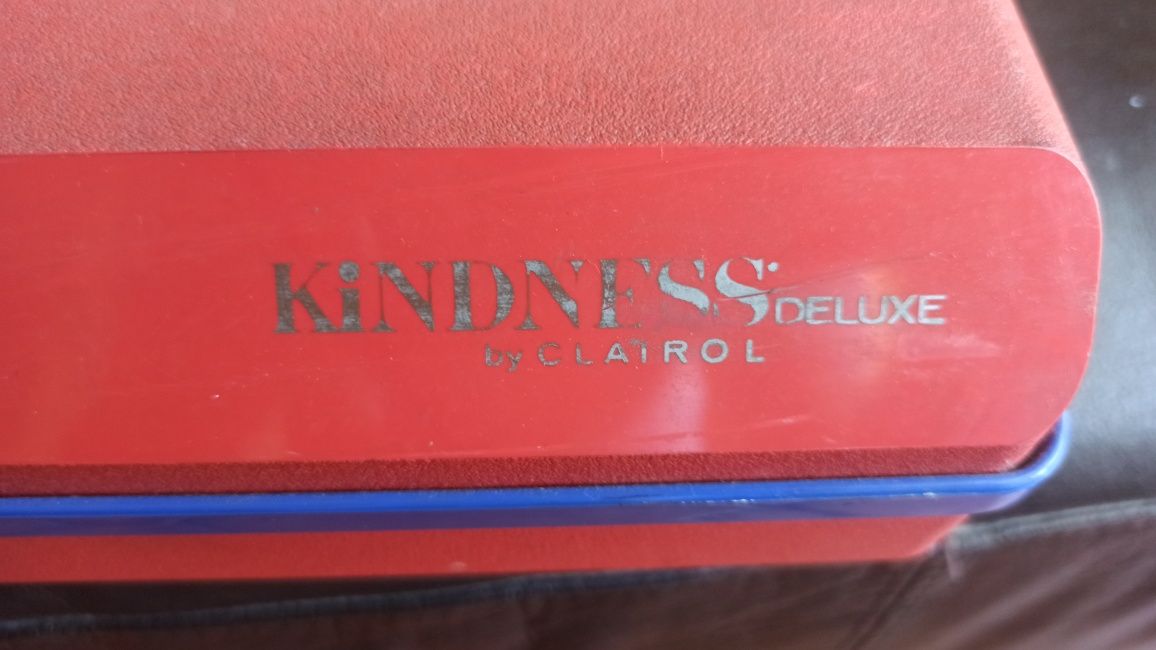 KiNDNESS DELUXE
by CLAIROL